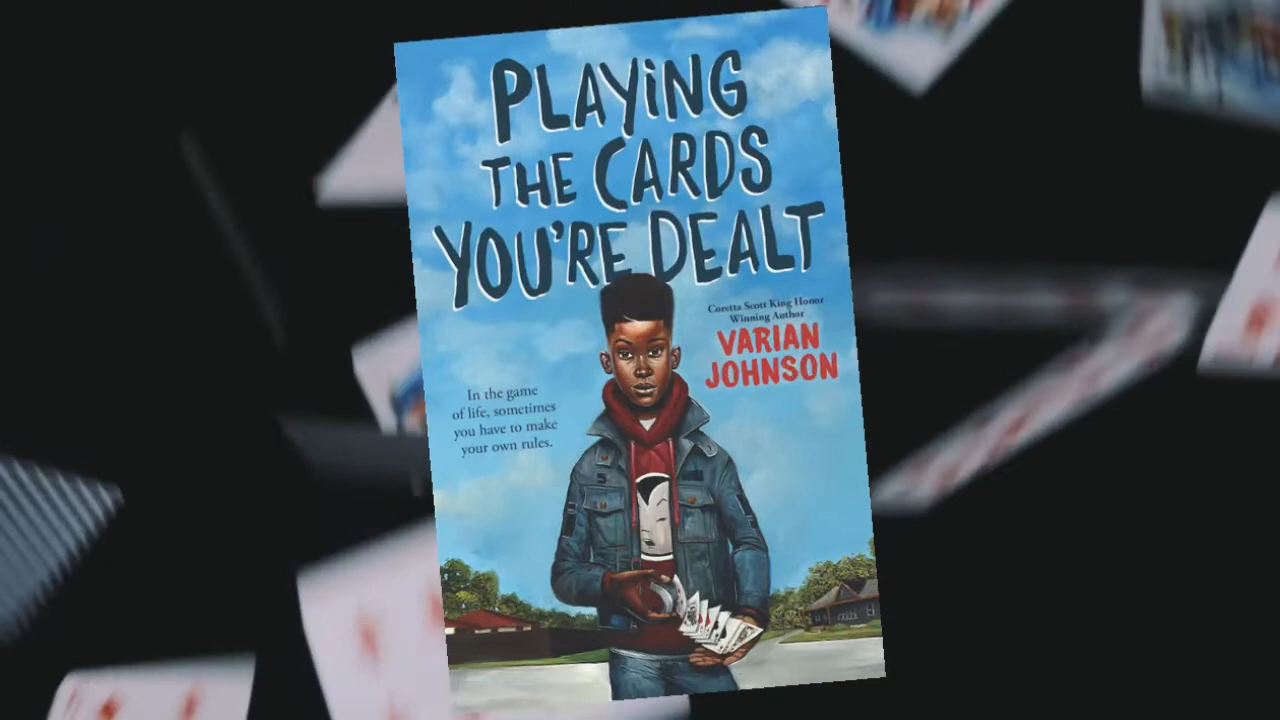 PLAYiNG
THE CARDS
YOU'RE DEALT
Coretta Scott King Honor
Winning Author
VARIAN
JOHNSON
In the game
of life, sometimes
you have to make
your own rules.